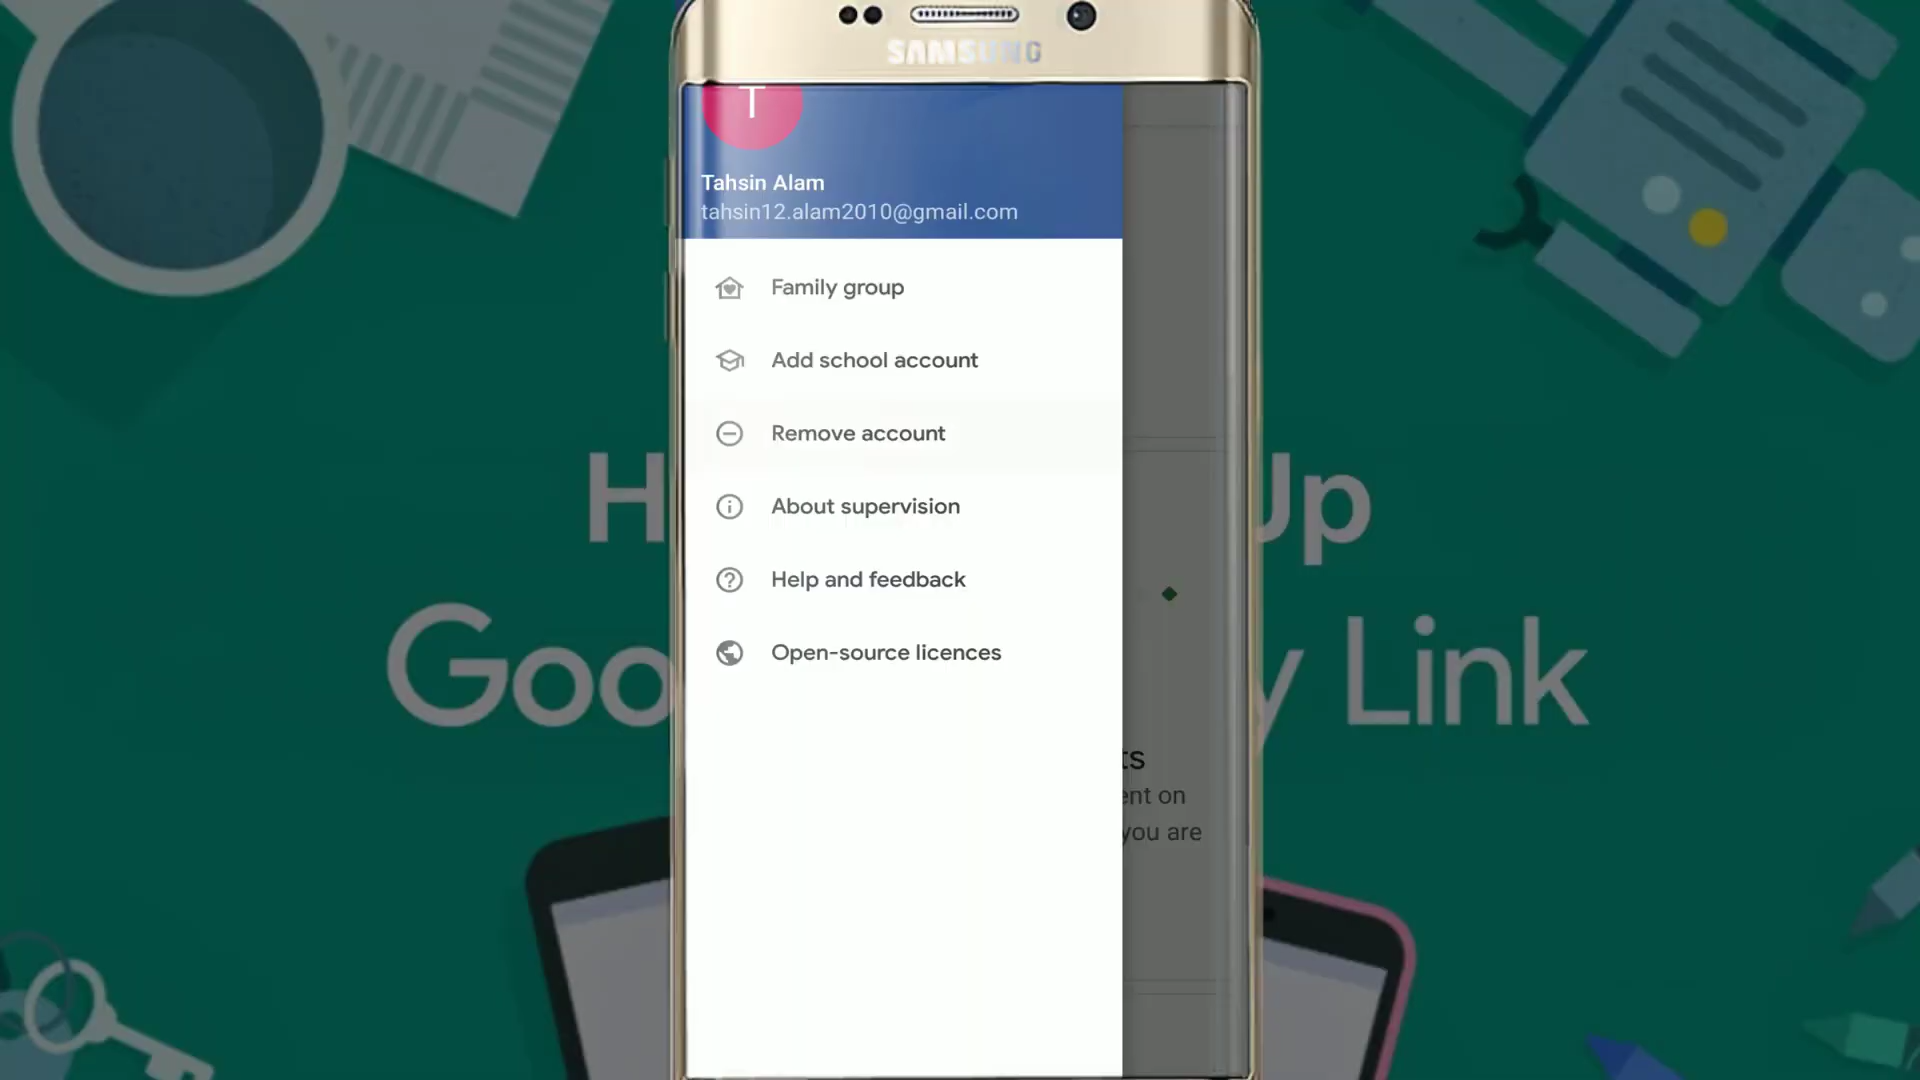 SAMSUNG
T
Tahsin Alam
tahsin12.alam2010@gmail.com
Family group
Add school account
Remove account
About supervision
Help and feedback
Open-source licences
H
Up
Goo
y Link
ts
ent on
you are